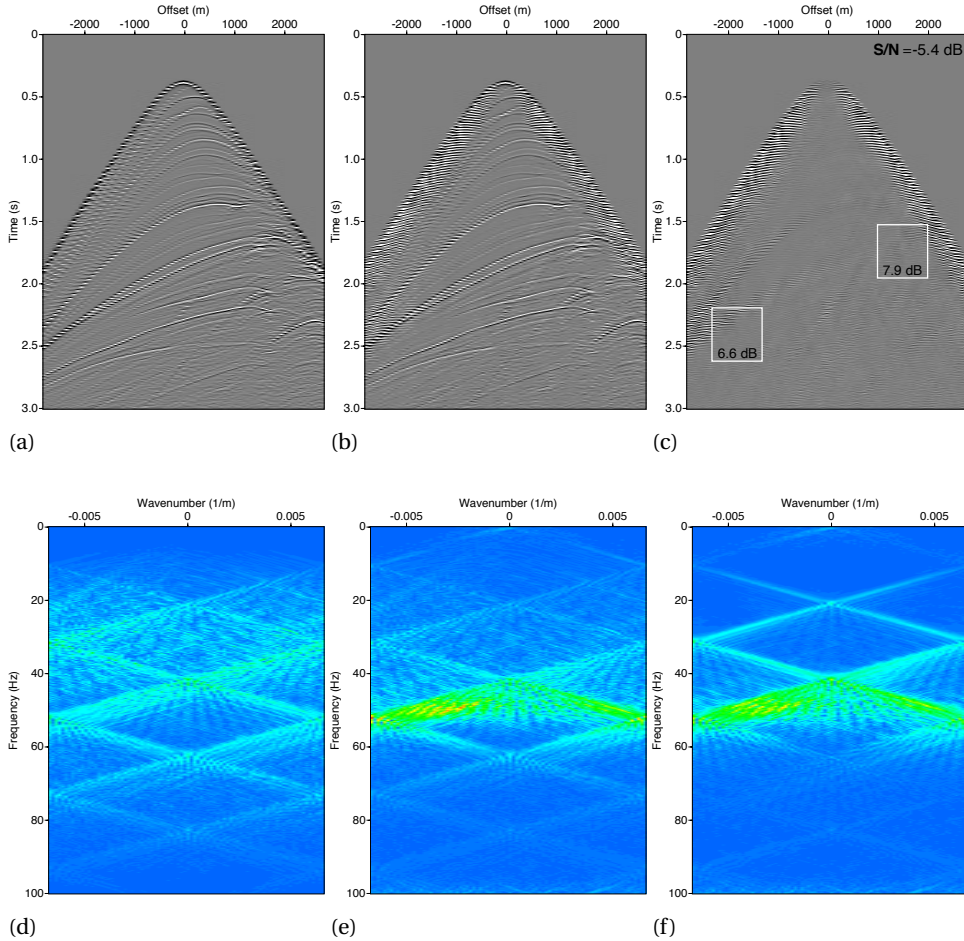 Offset (m)
-2000 -1000 0 1000 2000
0
0.5
1.0
1.5
2.0
2.5
3.0
Time (s)
(a)
Offset (m)
-2000 -1000 0 1000 2000
0
0.5
1.0
1.5
2.0
2.5
3.0
Time (s)
(b)
Offset (m)
-2000 -1000 0 1000 2000
0
0.5
1.0
1.5
2.0
2.5
3.0
Time (s)
S/N =-5.4 dB
7.9 dB
6.6 dB
(c)
Wavenumber (1/m)
-0.005 0 0.005
0
20
40
60
80
100
Frequency (Hz)
(d)
Wavenumber (1/m)
-0.005 0 0.005
0
20
40
60
80
100
Frequency (Hz)
(e)
Wavenumber (1/m)
-0.005 0 0.005
0
20
40
60
80
100
Frequency (Hz)
(f)